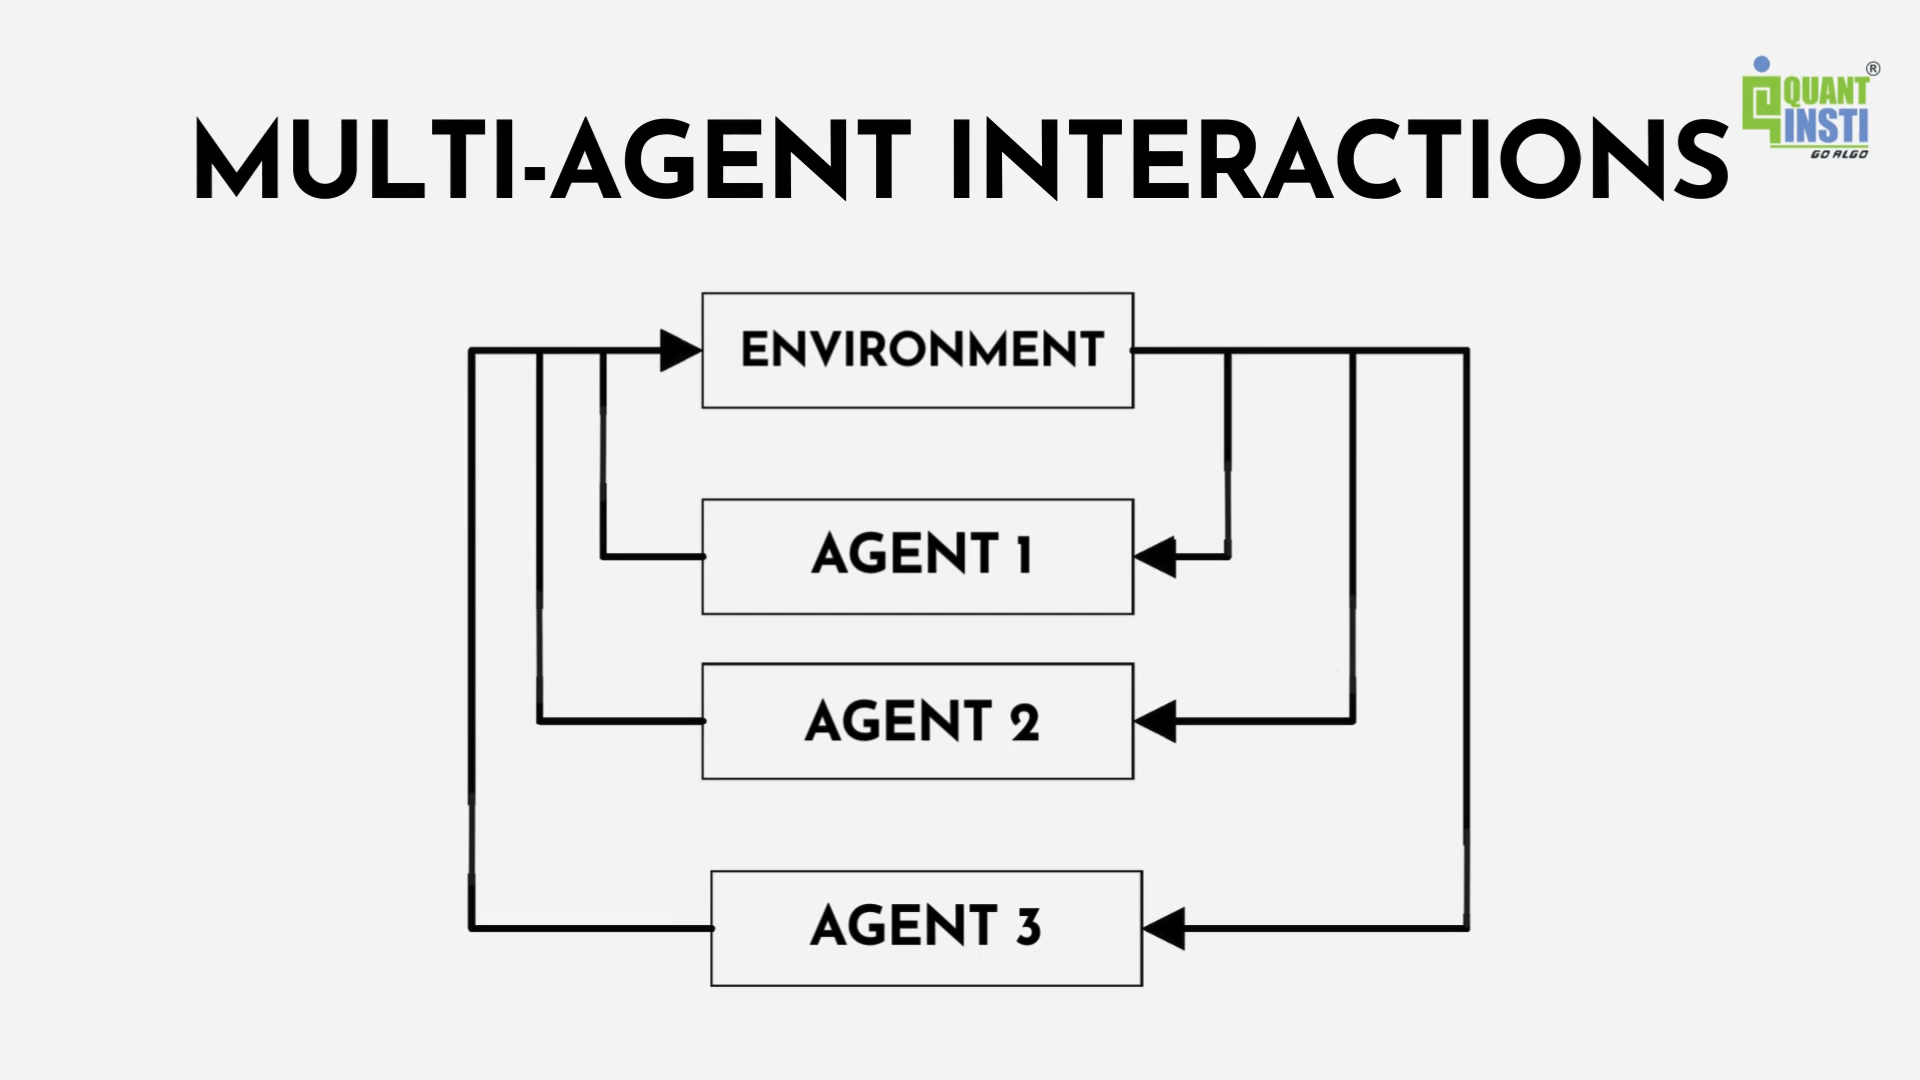 MULTI-AGENT INTERACTIONS
QUANT
INSTI
GO ALGO
®
ENVIRONMENT
AGENT 1
AGENT 2
AGENT 3